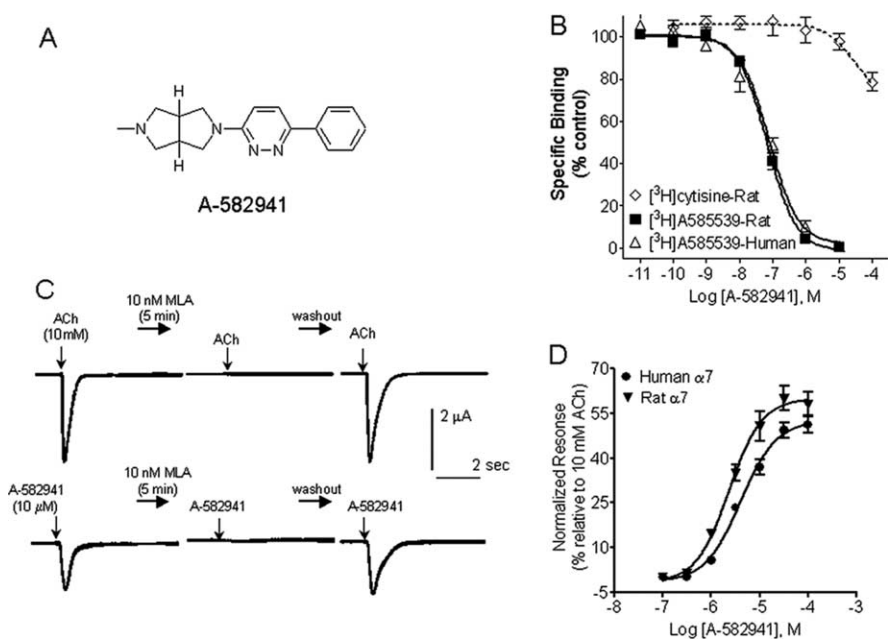 A
H
N
N
N
N
H
A-582941
B
Specific Binding
(% control)
100
80
60
40
20
0
[³H]cytisine-Rat
[³H]A585539-Rat
[³H]A585539-Human
-11 -10 -9 -8 -7 -6 -5 -4
Log [A-582941], M
C
ACh
(10 mM)
10 nM MLA
(5 min)
ACh
washout
ACh
2 µA
2 sec
A-582941
(10 µM)
10 nM MLA
(5 min)
A-582941
washout
A-582941
D
Normalized Resonse
(% relative to 10 mM ACh)
70
55
40
25
10
-5
Human α7
Rat α7
-8 -7 -6 -5 -4 -3
Log [A-582941], M